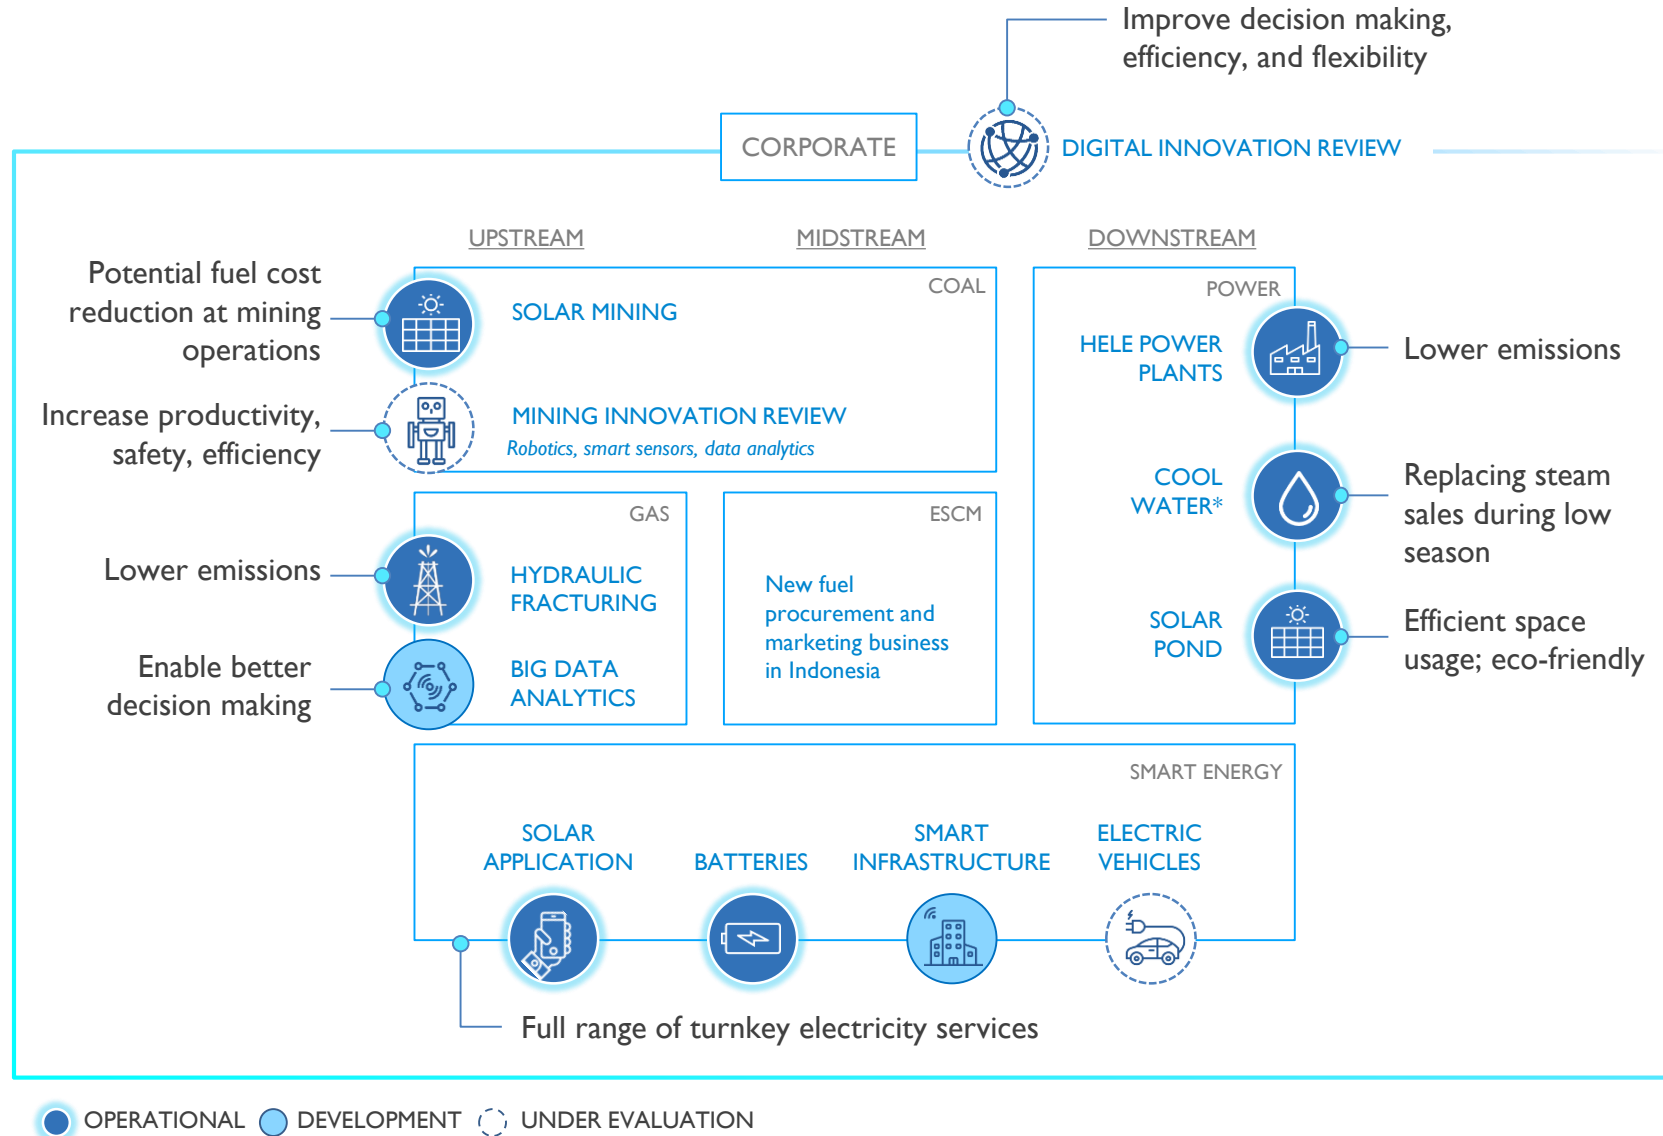 Improve decision making,
efficiency, and flexibility
CORPORATE
DIGITAL INNOVATION REVIEW
UPSTREAM
MIDSTREAM
DOWNSTREAM
Potential fuel cost
reduction at mining
operations
SOLAR MINING
COAL
Increase productivity,
safety, efficiency
MINING INNOVATION REVIEW
Robotics, smart sensors, data analytics
POWER
HELE POWER
PLANTS
Lower emissions
COOL
WATER*
Replacing steam
sales during low
season
SOLAR
POND
Efficient space
usage; eco-friendly
GAS
Lower emissions
HYDRAULIC
FRACTURING
Enable better
decision making
BIG DATA
ANALYTICS
ESCM
New fuel
procurement and
marketing business
in Indonesia
SMART ENERGY
SOLAR
APPLICATION
BATTERIES
SMART
INFRASTRUCTURE
ELECTRIC
VEHICLES
Full range of turnkey electricity services
OPERATIONAL
DEVELOPMENT
UNDER EVALUATION